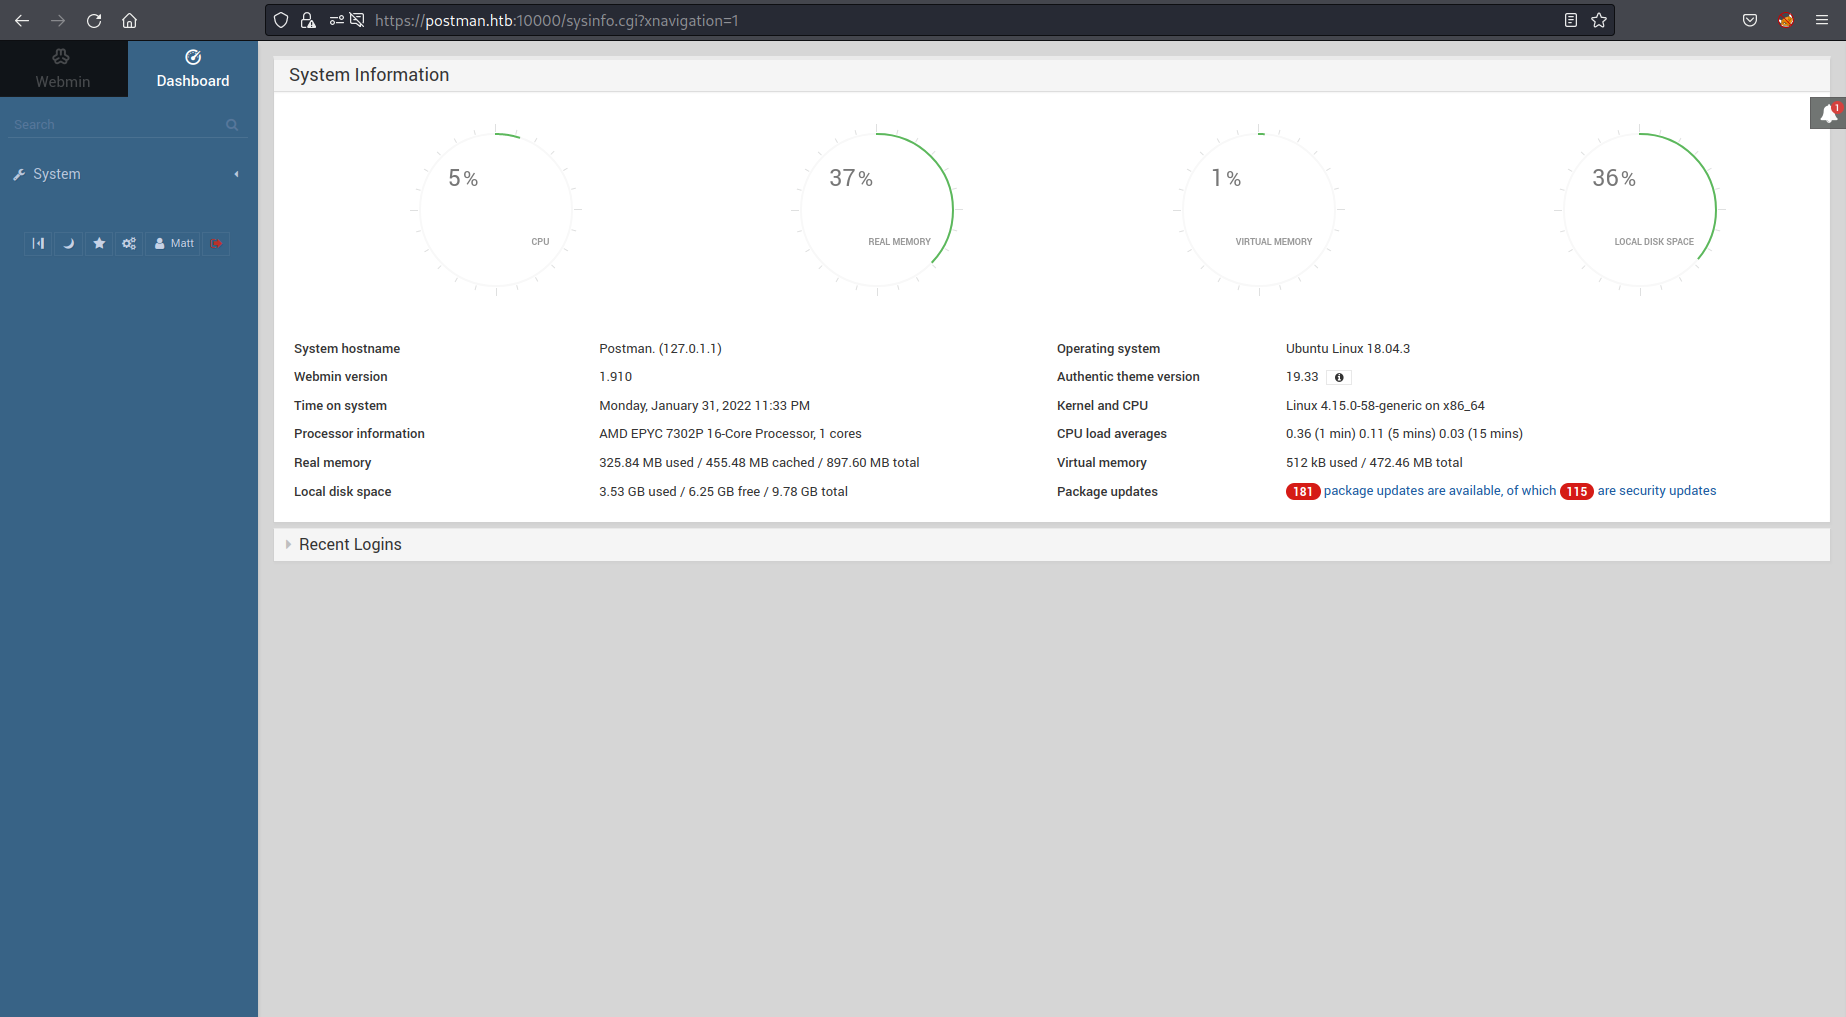 https://postman.htb:10000/sysinfo.cgi?xnavigation=1
Webmin
Dashboard
Search
System
Matt
System Information
1
5%
CPU
37%
REAL MEMORY
1%
VIRTUAL MEMORY
36%
LOCAL DISK SPACE
System hostname Postman. (127.0.1.1) Operating system Ubuntu Linux 18.04.3
Webmin version 1.910 Authentic theme version 19.33
Time on system Monday, January 31, 2022 11:33 PM Kernel and CPU Linux 4.15.0-58-generic on x86_64
Processor information AMD EPYC 7302P 16-Core Processor, 1 cores CPU load averages 0.36 (1 min) 0.11 (5 mins) 0.03 (15 mins)
Real memory 325.84 MB used / 455.48 MB cached / 897.60 MB total Virtual memory 512 kB used / 472.46 MB total
Local disk space 3.53 GB used / 6.25 GB free / 9.78 GB total Package updates 181 package updates are available, of which 115 are security updates
Recent Logins